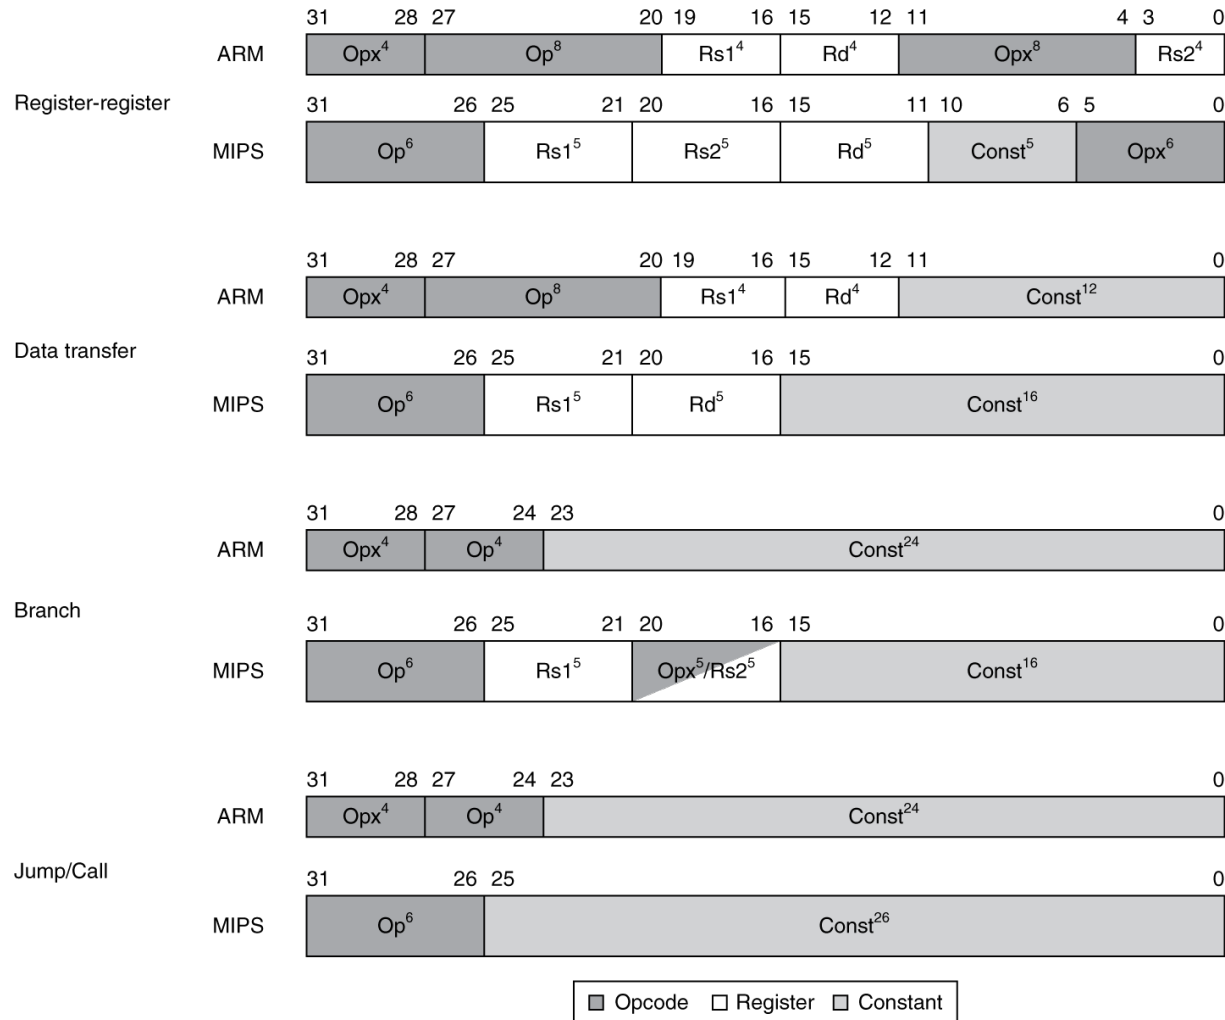 31 28 27 20 19 16 15 12 11 4 3 0
ARM Opx⁴ Op⁸ Rs1⁴ Rd⁴ Opx⁸ Rs2⁴
Register-register
31 26 25 21 20 16 15 11 10 6 5 0
MIPS Op⁶ Rs1⁵ Rs2⁵ Rd⁵ Const⁵ Opx⁶
31 28 27 20 19 16 15 12 11 0
ARM Opx⁴ Op⁸ Rs1⁴ Rd⁴ Const¹²
Data transfer
31 26 25 21 20 16 15 0
MIPS Op⁶ Rs1⁵ Rd⁵ Const¹⁶
31 28 27 24 23 0
ARM Opx⁴ Op⁴ Const²⁴
Branch
31 26 25 21 20 16 15 0
MIPS Op⁶ Rs1⁵ Opx⁵/Rs2⁵ Const¹⁶
31 28 27 24 23 0
ARM Opx⁴ Op⁴ Const²⁴
Jump/Call
31 26 25 0
MIPS Op⁶ Const²⁶
Opcode Register Constant